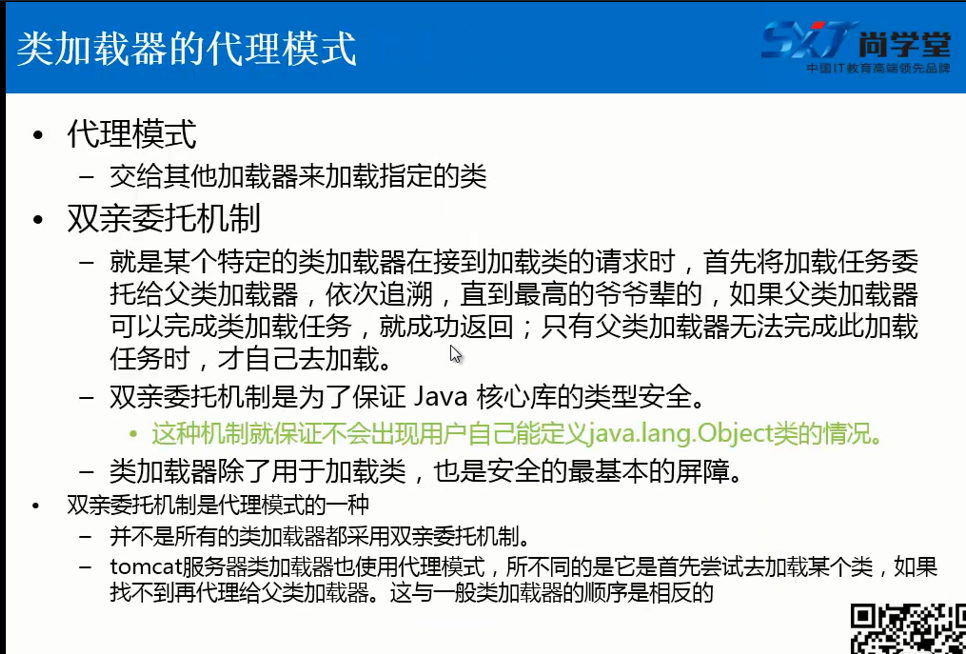 类加载器的代理模式
SXT 尚学堂
中国IT教育高端领先品牌
• 代理模式
– 交给其他加载器来加载指定的类
• 双亲委托机制
– 就是某个特定的类加载器在接到加载类的请求时，首先将加载任务委
托给父类加载器，依次追溯，直到最高的爷爷辈的，如果父类加载器
可以完成类加载任务，就成功返回；只有父类加载器无法完成此加载
任务时，才自己去加载。
– 双亲委托机制是为了保证 Java 核心库的类型安全。
• 这种机制就保证不会出现用户自己能定义java.lang.Object类的情况。
– 类加载器除了用于加载类，也是安全的最基本的屏障。
• 双亲委托机制是代理模式的一种
– 并不是所有的类加载器都采用双亲委托机制。
– tomcat服务器类加载器也使用代理模式，所不同的是它是首先尝试去加载某个类，如果
找不到再代理给父类加载器。这与一般类加载器的顺序是相反的